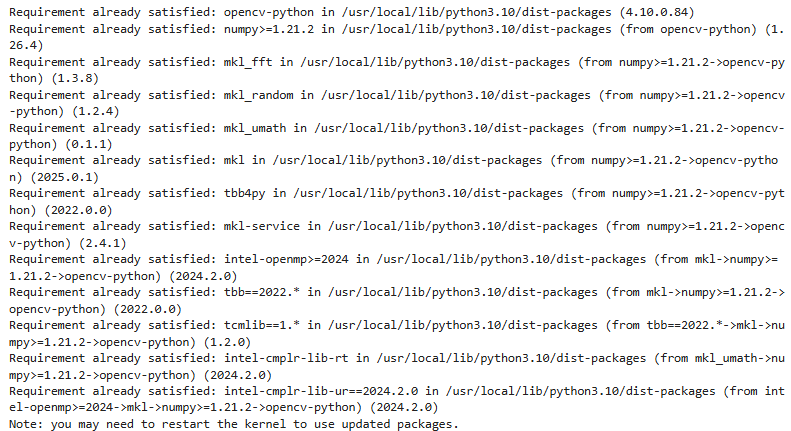 Requirement already satisfied: opencv-python in /usr/local/lib/python3.10/dist-packages (4.10.0.84)
Requirement already satisfied: numpy>=1.21.2 in /usr/local/lib/python3.10/dist-packages (from opencv-python) (1.
26.4)
Requirement already satisfied: mkl_fft in /usr/local/lib/python3.10/dist-packages (from numpy>=1.21.2->opencv-py
thon) (1.3.8)
Requirement already satisfied: mkl_random in /usr/local/lib/python3.10/dist-packages (from numpy>=1.21.2->opencv
-python) (1.2.4)
Requirement already satisfied: mkl_umath in /usr/local/lib/python3.10/dist-packages (from numpy>=1.21.2->opencv-
python) (0.1.1)
Requirement already satisfied: mkl in /usr/local/lib/python3.10/dist-packages (from numpy>=1.21.2->opencv-pytho
n) (2025.0.1)
Requirement already satisfied: tbb4py in /usr/local/lib/python3.10/dist-packages (from numpy>=1.21.2->opencv-pyt
hon) (2022.0.0)
Requirement already satisfied: mkl-service in /usr/local/lib/python3.10/dist-packages (from numpy>=1.21.2->openc
v-python) (2.4.1)
Requirement already satisfied: intel-openmp>=2024 in /usr/local/lib/python3.10/dist-packages (from mkl->numpy>=
1.21.2->opencv-python) (2024.2.0)
Requirement already satisfied: tbb==2022.* in /usr/local/lib/python3.10/dist-packages (from mkl->numpy>=1.21.2->
opencv-python) (2022.0.0)
Requirement already satisfied: tcmlib==1.* in /usr/local/lib/python3.10/dist-packages (from tbb==2022.*->mkl->nu
mpy>=1.21.2->opencv-python) (1.2.0)
Requirement already satisfied: intel-cmplr-lib-rt in /usr/local/lib/python3.10/dist-packages (from mkl_umath->nu
mpy>=1.21.2->opencv-python) (2024.2.0)
Requirement already satisfied: intel-cmplr-lib-ur==2024.2.0 in /usr/local/lib/python3.10/dist-packages (from int
el-openmp>=2024->mkl->numpy>=1.21.2->opencv-python) (2024.2.0)
Note: you may need to restart the kernel to use updated packages.